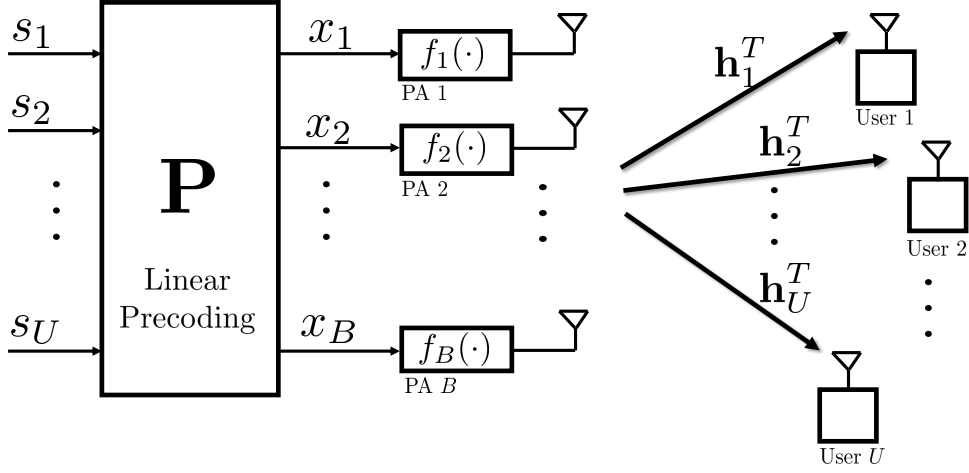 s_1
x_1
f_1(·)
PA 1
h_1^T
User 1
s_2
x_2
f_2(·)
PA 2
h_2^T
User 2
P
Linear
Precoding
s_U
x_B
f_B(·)
PA B
h_U^T
User U